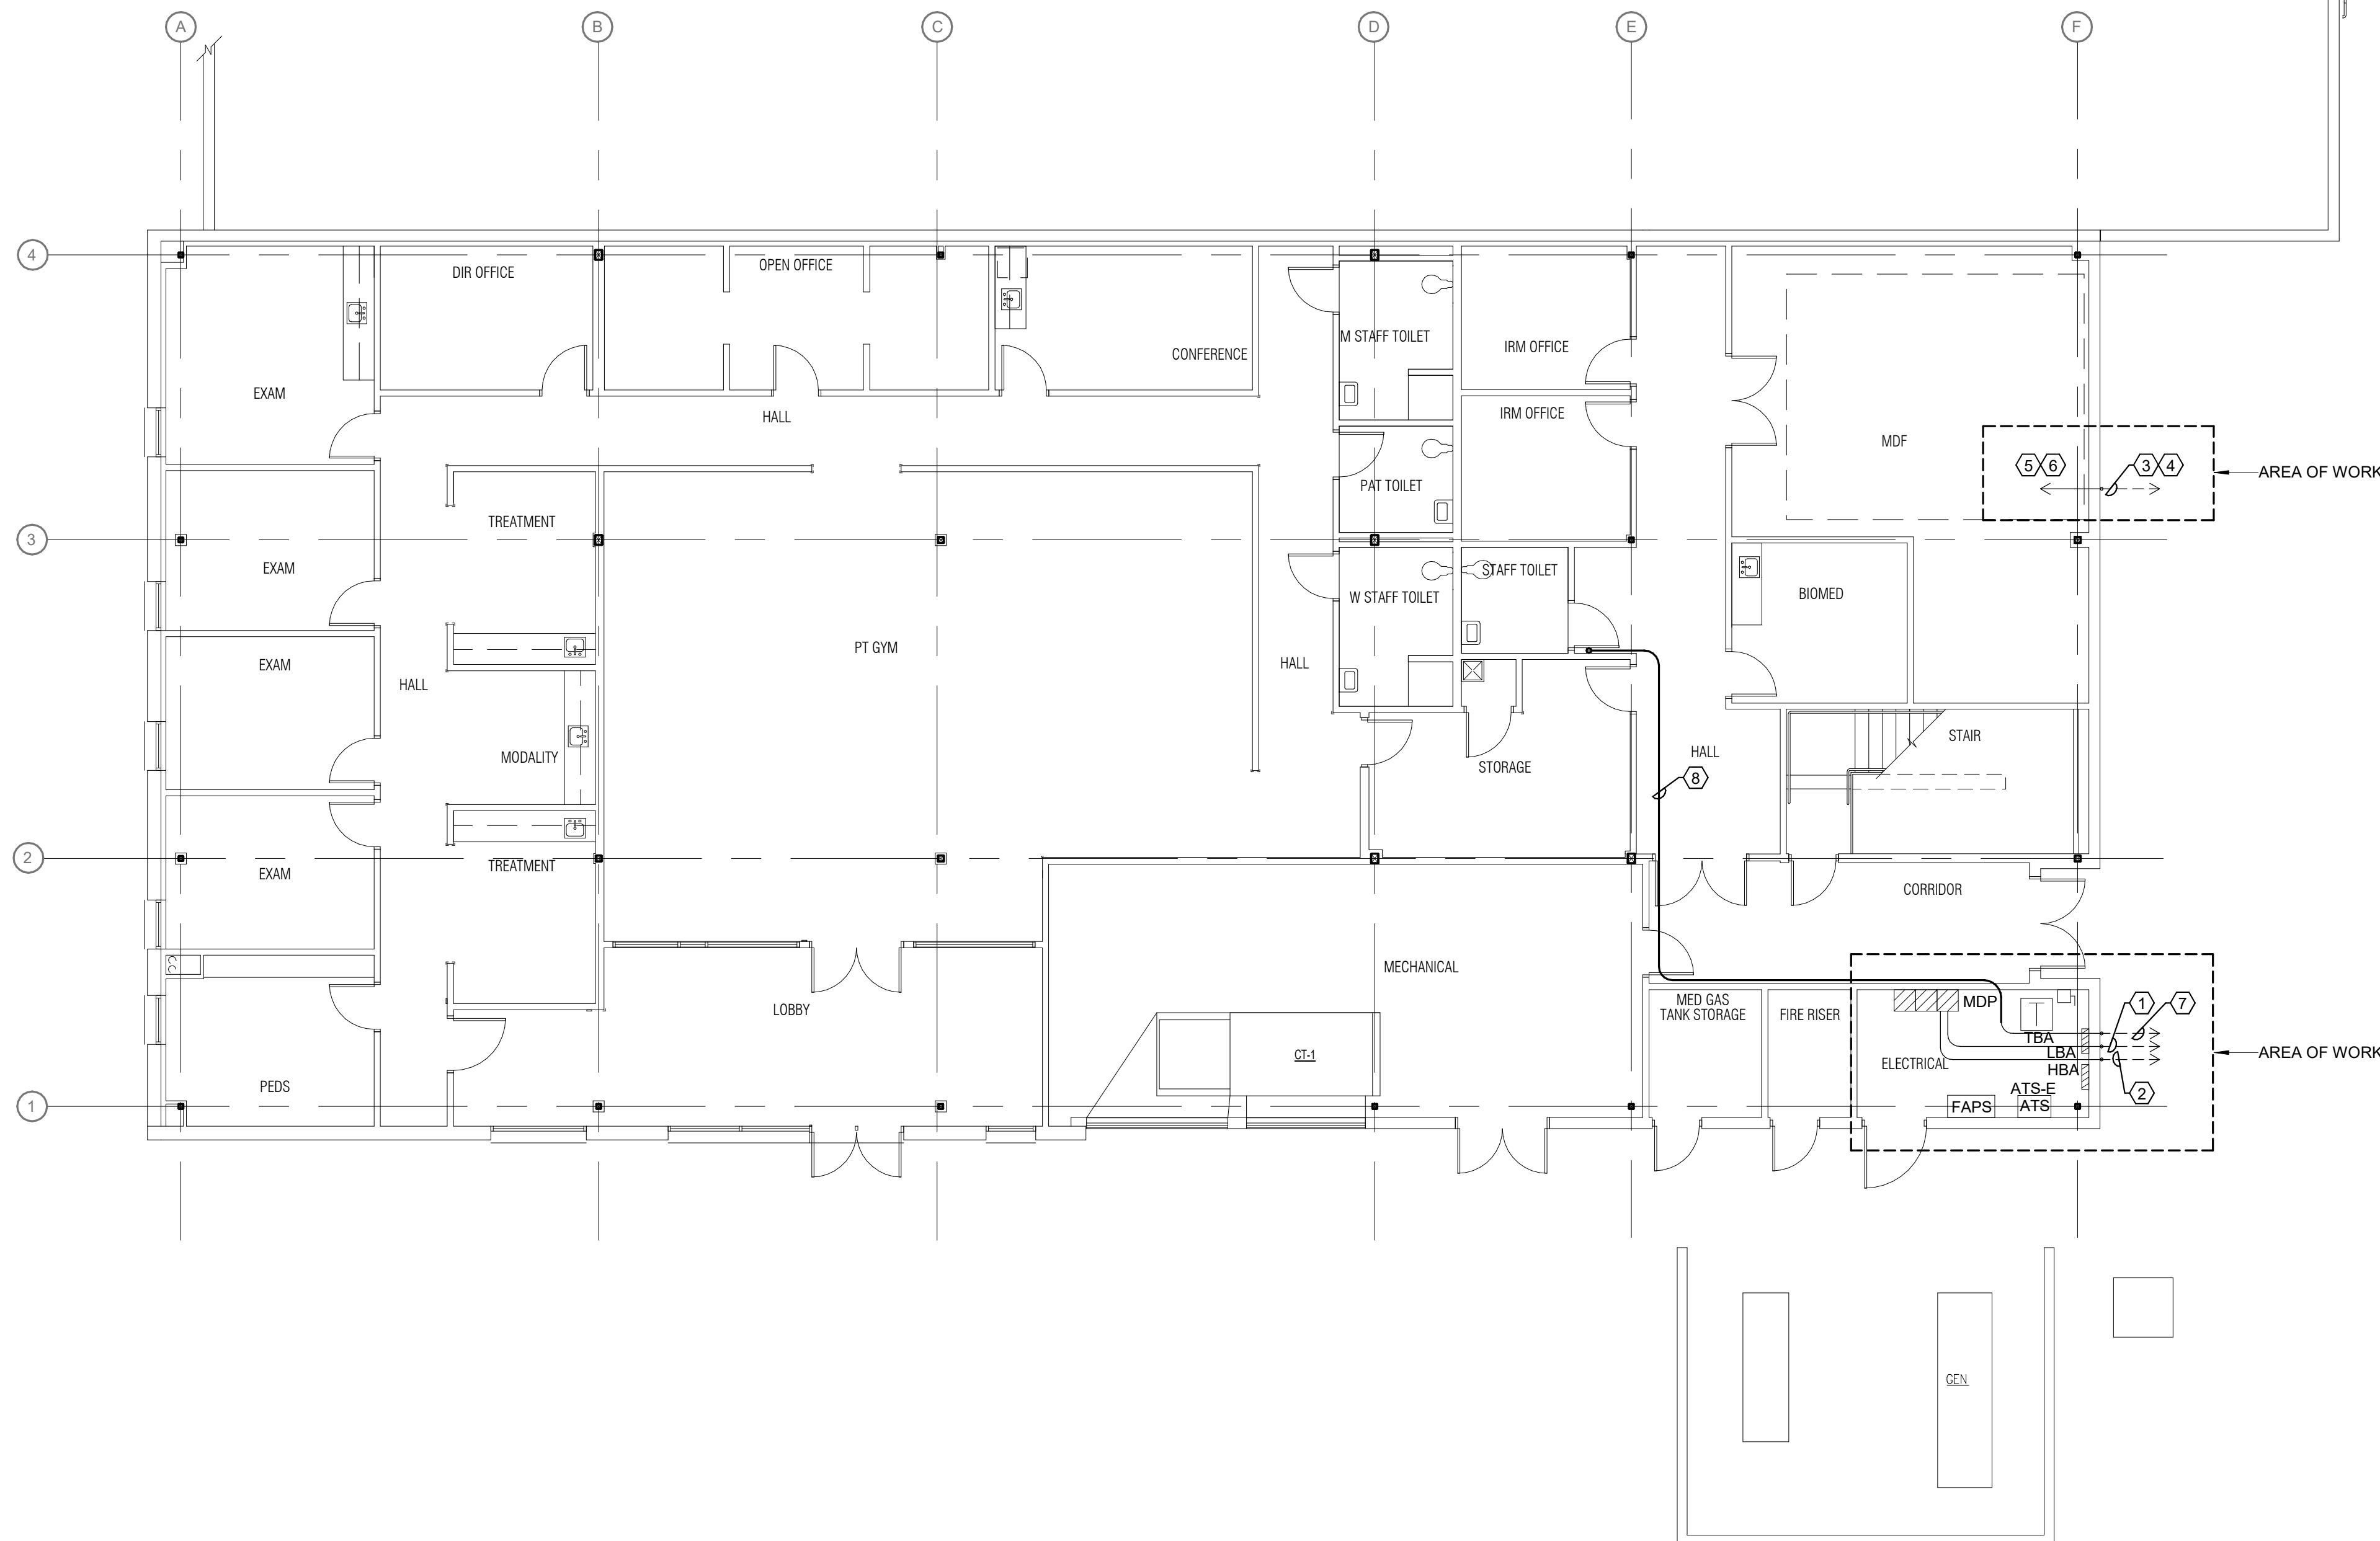 A
B
C
D
E
F
N
4
DIR OFFICE
OPEN OFFICE
M STAFF TOILET
IRM OFFICE
CONFERENCE
EXAM
HALL
IRM OFFICE
MDF
5
6
3
4
AREA OF WORK
PAT TOILET
TREATMENT
3
EXAM
STAFF TOILET
W STAFF TOILET
BIOMED
PT GYM
EXAM
HALL
HALL
STAIR
HALL
MODALITY
STORAGE
8
2
EXAM
TREATMENT
CORRIDOR
MECHANICAL
LOBBY
MED GAS
TANK STORAGE
FIRE RISER
MDP
T
1
7
TBA
LBA
AREA OF WORK
CT-1
ELECTRICAL
HBA
PEDS
ATS-E
2
1
FAPS
ATS
GEN